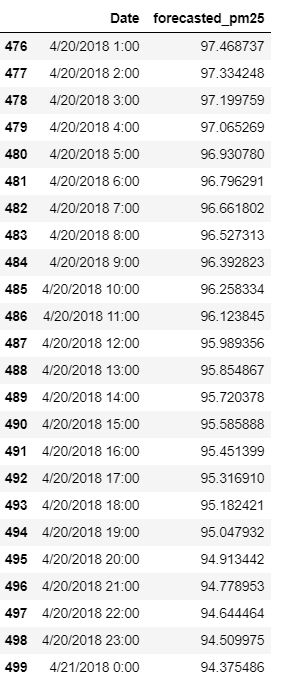 Date forecasted_pm25
476 4/20/2018 1:00 97.468737
477 4/20/2018 2:00 97.334248
478 4/20/2018 3:00 97.199759
479 4/20/2018 4:00 97.065269
480 4/20/2018 5:00 96.930780
481 4/20/2018 6:00 96.796291
482 4/20/2018 7:00 96.661802
483 4/20/2018 8:00 96.527313
484 4/20/2018 9:00 96.392823
485 4/20/2018 10:00 96.258334
486 4/20/2018 11:00 96.123845
487 4/20/2018 12:00 95.989356
488 4/20/2018 13:00 95.854867
489 4/20/2018 14:00 95.720378
490 4/20/2018 15:00 95.585888
491 4/20/2018 16:00 95.451399
492 4/20/2018 17:00 95.316910
493 4/20/2018 18:00 95.182421
494 4/20/2018 19:00 95.047932
495 4/20/2018 20:00 94.913442
496 4/20/2018 21:00 94.778953
497 4/20/2018 22:00 94.644464
498 4/20/2018 23:00 94.509975
499 4/21/2018 0:00 94.375486